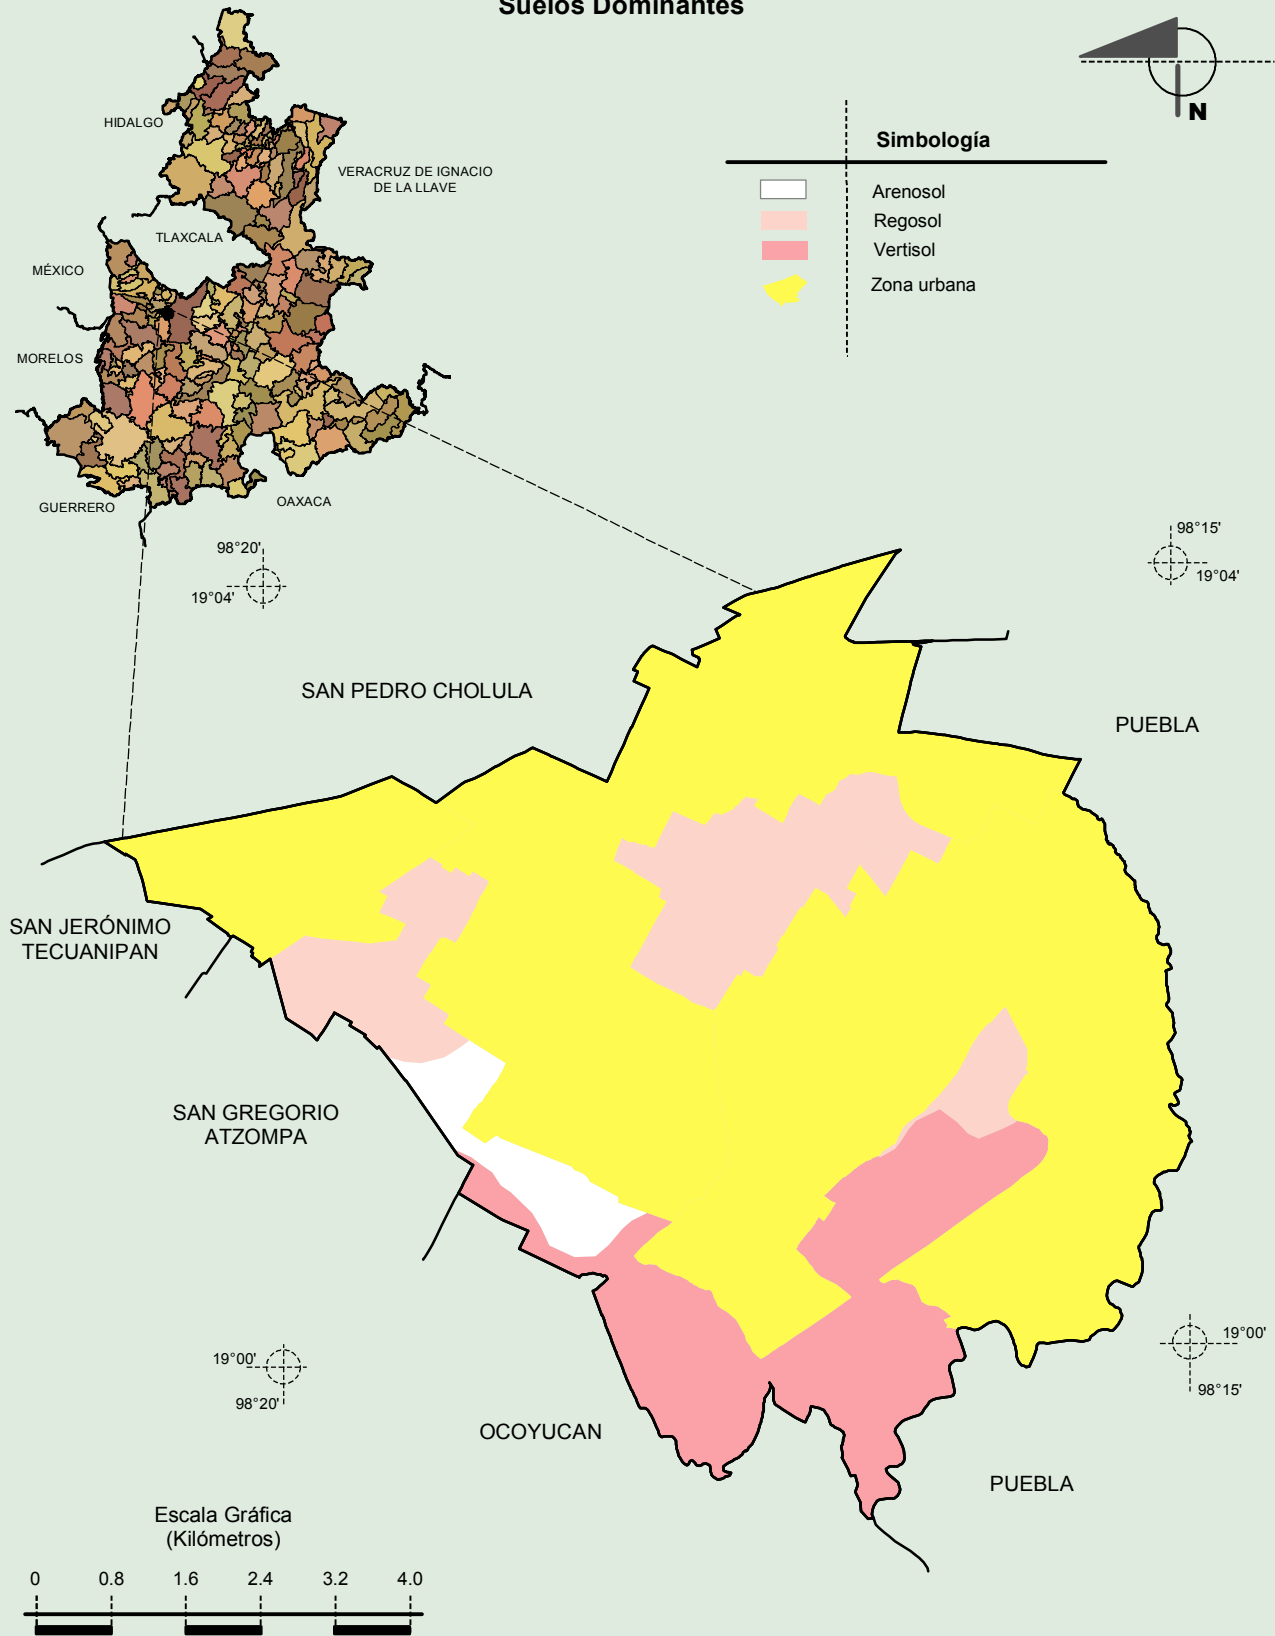 Suelos Dominantes
N
HIDALGO
VERACRUZ DE IGNACIO
DE LA LLAVE
TLAXCALA
MÉXICO
MORELOS
GUERRERO
OAXACA
Simbología
Arenosol
Regosol
Vertisol
Zona urbana
98°20'
19°04'
98°15'
19°04'
SAN PEDRO CHOLULA
PUEBLA
SAN JERÓNIMO
TECUANIPAN
SAN GREGORIO
ATZOMPA
19°00'
98°20'
19°00'
98°15'
OCOYUCAN
PUEBLA
Escala Gráfica
(Kilómetros)
0 0.8 1.6 2.4 3.2 4.0